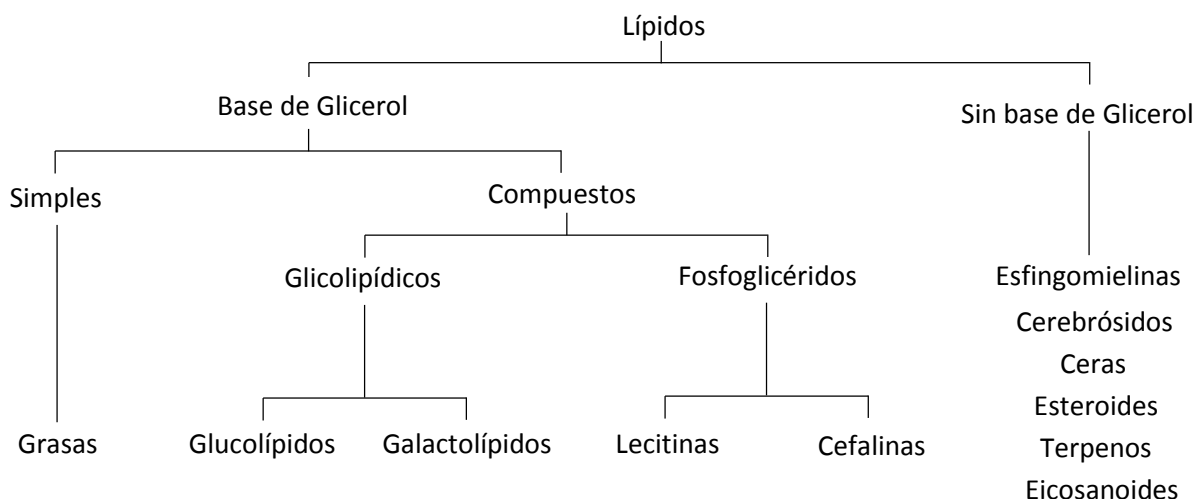 Lípidos
Base de Glicerol
Sin base de Glicerol
Simples
Compuestos
Glicolipídicos
Fosfoglicéridos
Esfingomielinas
Cerebrósidos
Ceras
Esteroides
Terpenos
Eicosanoides
Grasas
Glucolípidos
Galactolípidos
Lecitinas
Cefalinas